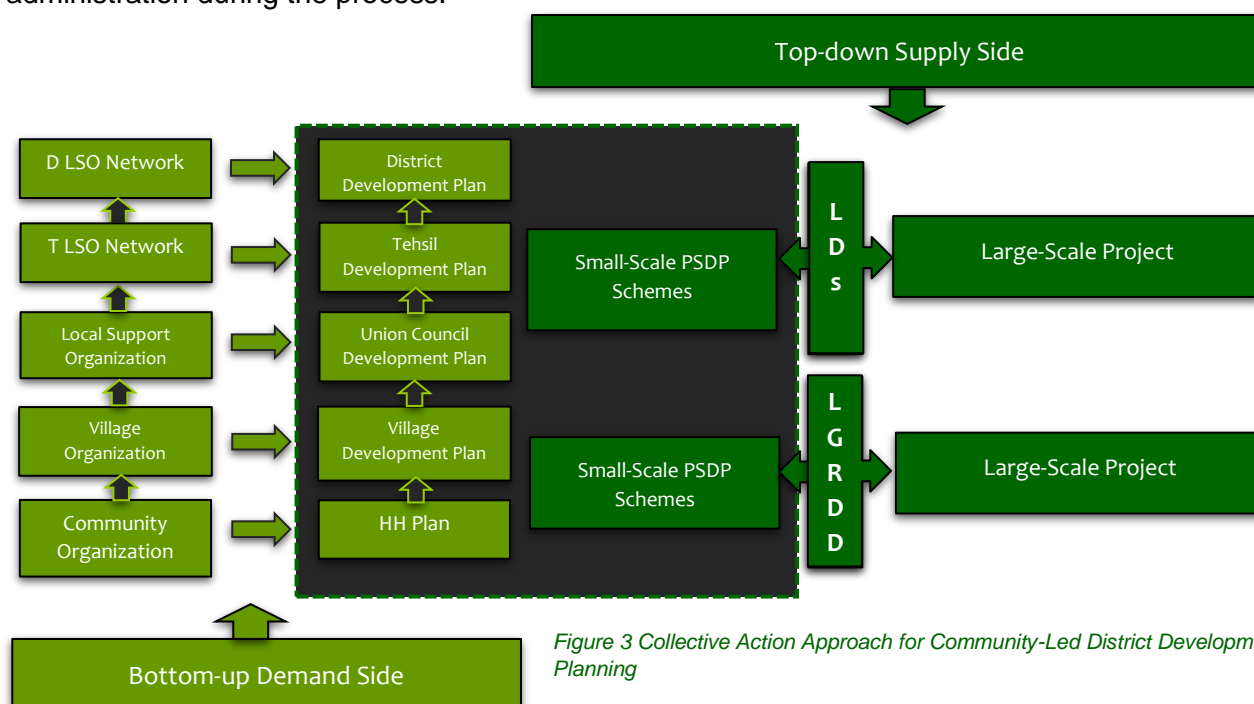 administration during the process.
Top-down Supply Side
D LSO Network
T LSO Network
Local Support
Organization
Village
Organization
Community
Organization
District
Development Plan
Tehsil
Development Plan
Union Council
Development Plan
Village
Development Plan
HH Plan
Small-Scale PSDP
Schemes
Small-Scale PSDP
Schemes
L
D
s
L
G
R
D
D
Large-Scale Project
Large-Scale Project
Bottom-up Demand Side
Figure 3 Collective Action Approach for Community-Led District Developm
Planning